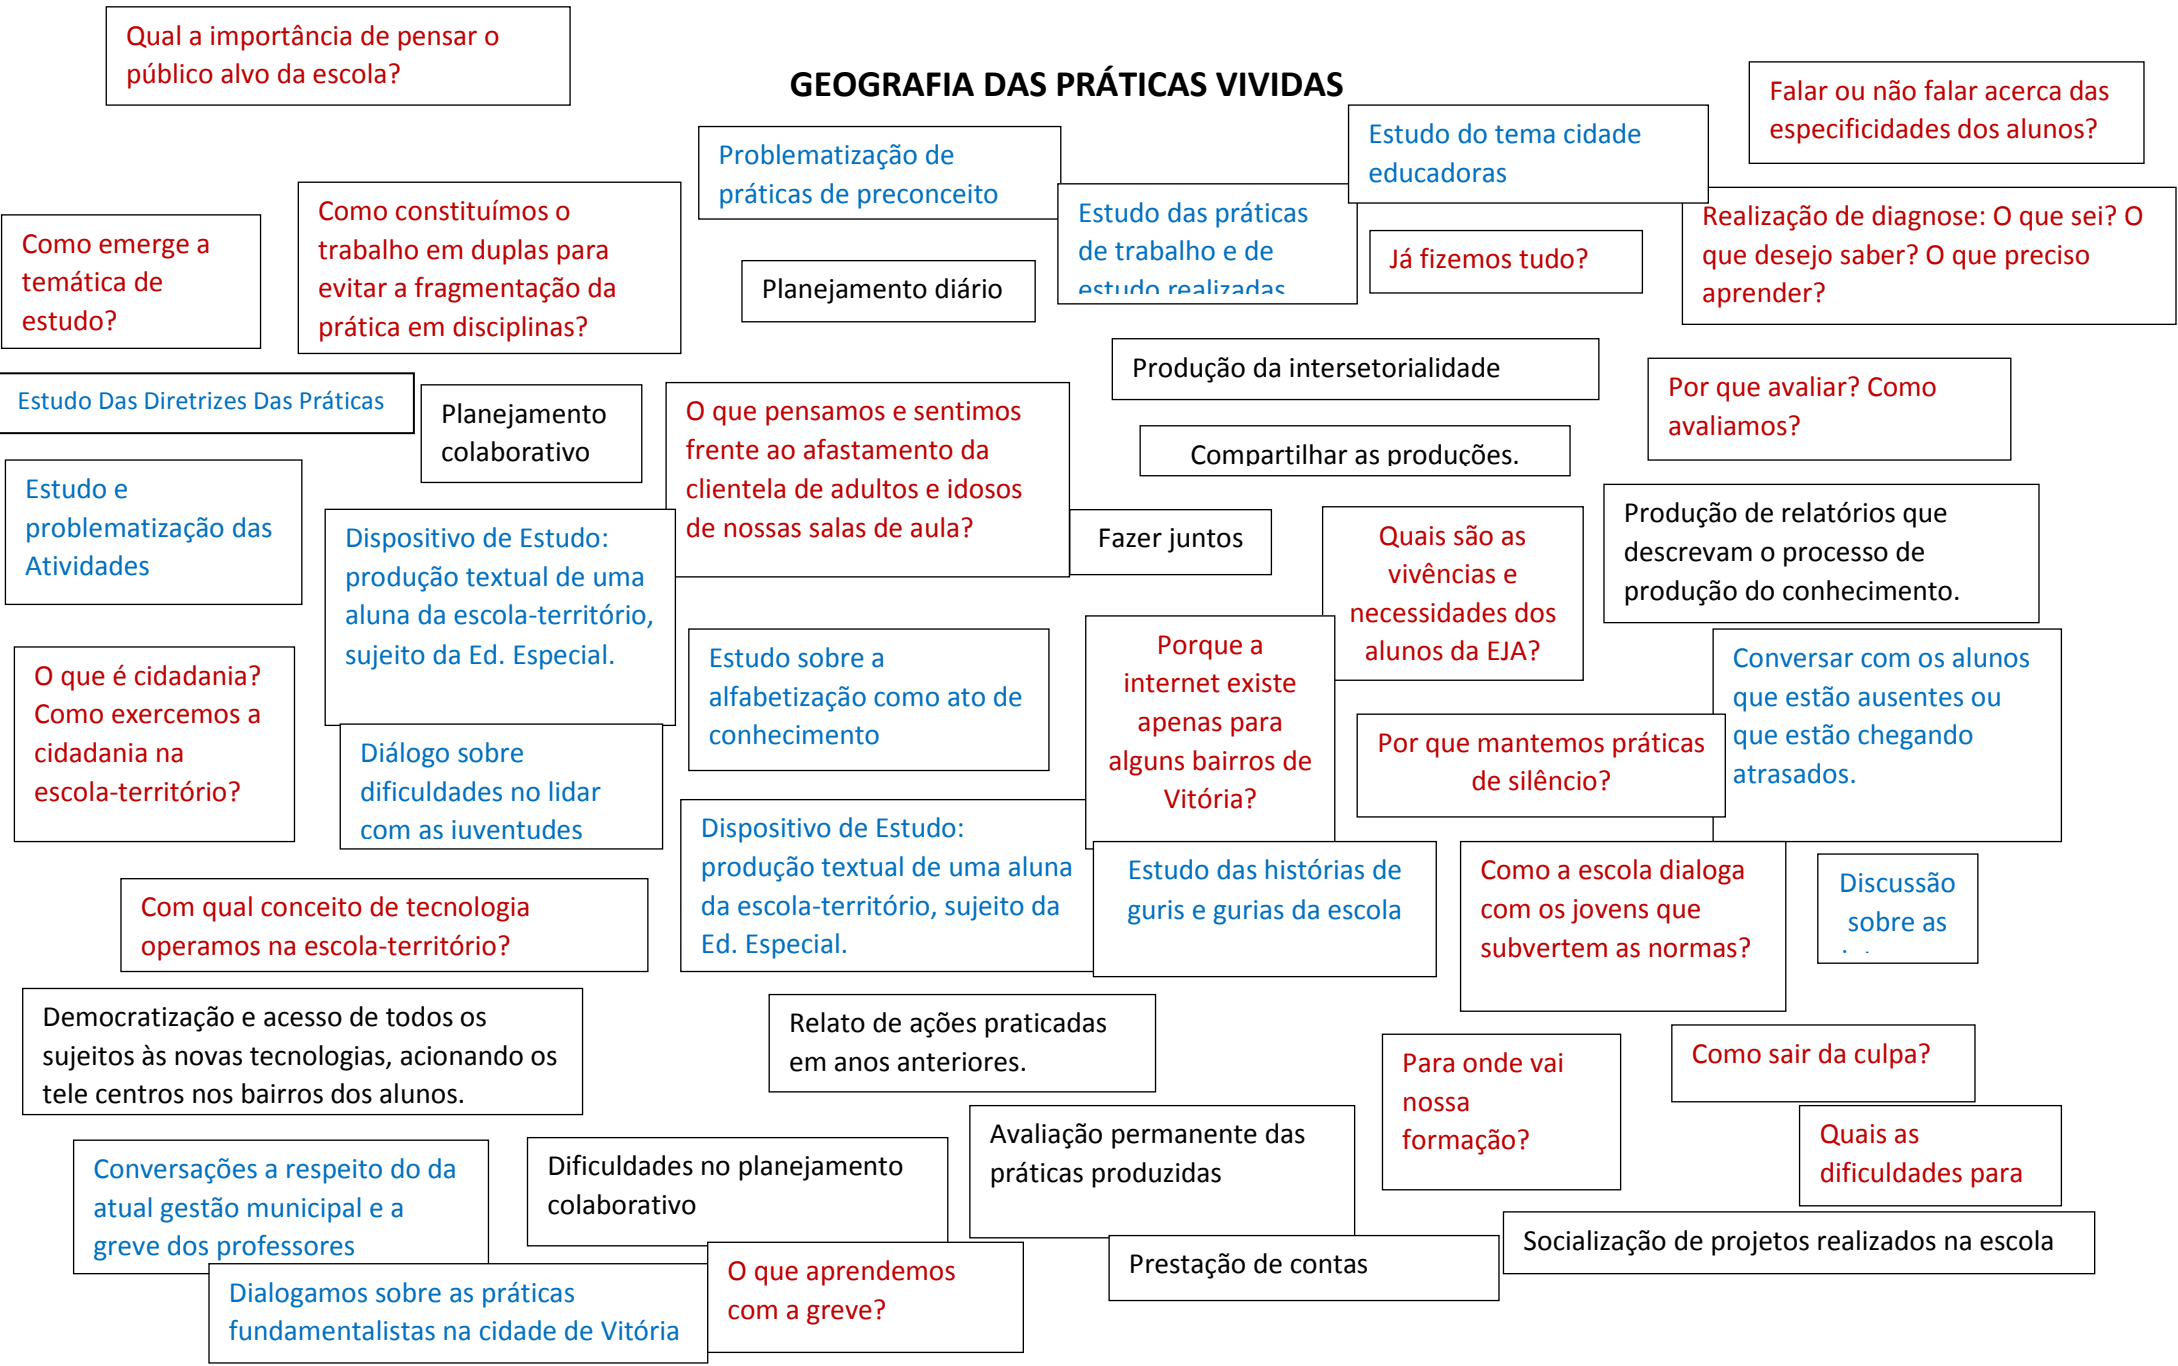 Qual a importância de pensar o
público alvo da escola?
GEOGRAFIA DAS PRÁTICAS VIVIDAS
Falar ou não falar acerca das
especificidades dos alunos?
Problematização de
práticas de preconceito
Estudo do tema cidade
educadoras
Como emerge a
temática de
estudo?
Como constituímos o
trabalho em duplas para
evitar a fragmentação da
prática em disciplinas?
Planejamento diário
Estudo das práticas
de trabalho e de
estudo realizadas
Já fizemos tudo?
Realização de diagnose: O que sei? O
que desejo saber? O que preciso
aprender?
Produção da intersetorialidade
Por que avaliar? Como
avaliamos?
Estudo Das Diretrizes Das Práticas
Planejamento
colaborativo
O que pensamos e sentimos
frente ao afastamento da
clientela de adultos e idosos
de nossas salas de aula?
Compartilhar as produções.
Estudo e
problematização das
Atividades
Dispositivo de Estudo:
produção textual de uma
aluna da escola-território,
sujeito da Ed. Especial.
Fazer juntos
Quais são as
vivências e
necessidades dos
alunos da EJA?
Produção de relatórios que
descrevam o processo de
produção do conhecimento.
O que é cidadania?
Como exercemos a
cidadania na
escola-território?
Estudo sobre a
alfabetização como ato de
conhecimento
Porque a
internet existe
apenas para
alguns bairros de
Vitória?
Conversar com os alunos
que estão ausentes ou
que estão chegando
atrasados.
Diálogo sobre
dificuldades no lidar
com as juventudes
Por que mantemos práticas
de silêncio?
Dispositivo de Estudo:
produção textual de uma aluna
da escola-território, sujeito da
Ed. Especial.
Estudo das histórias de
guris e gurias da escola
Como a escola dialoga
com os jovens que
subvertem as normas?
Discussão
sobre as
Com qual conceito de tecnologia
operamos na escola-território?
Democratização e acesso de todos os
sujeitos às novas tecnologias, acionando os
tele centros nos bairros dos alunos.
Relato de ações praticadas
em anos anteriores.
Para onde vai
nossa
formação?
Como sair da culpa?
Conversações a respeito do da
atual gestão municipal e a
greve dos professores
Dificuldades no planejamento
colaborativo
Avaliação permanente das
práticas produzidas
Quais as
dificuldades para
Dialogamos sobre as práticas
fundamentalistas na cidade de Vitória
O que aprendemos
com a greve?
Prestação de contas
Socialização de projetos realizados na escola